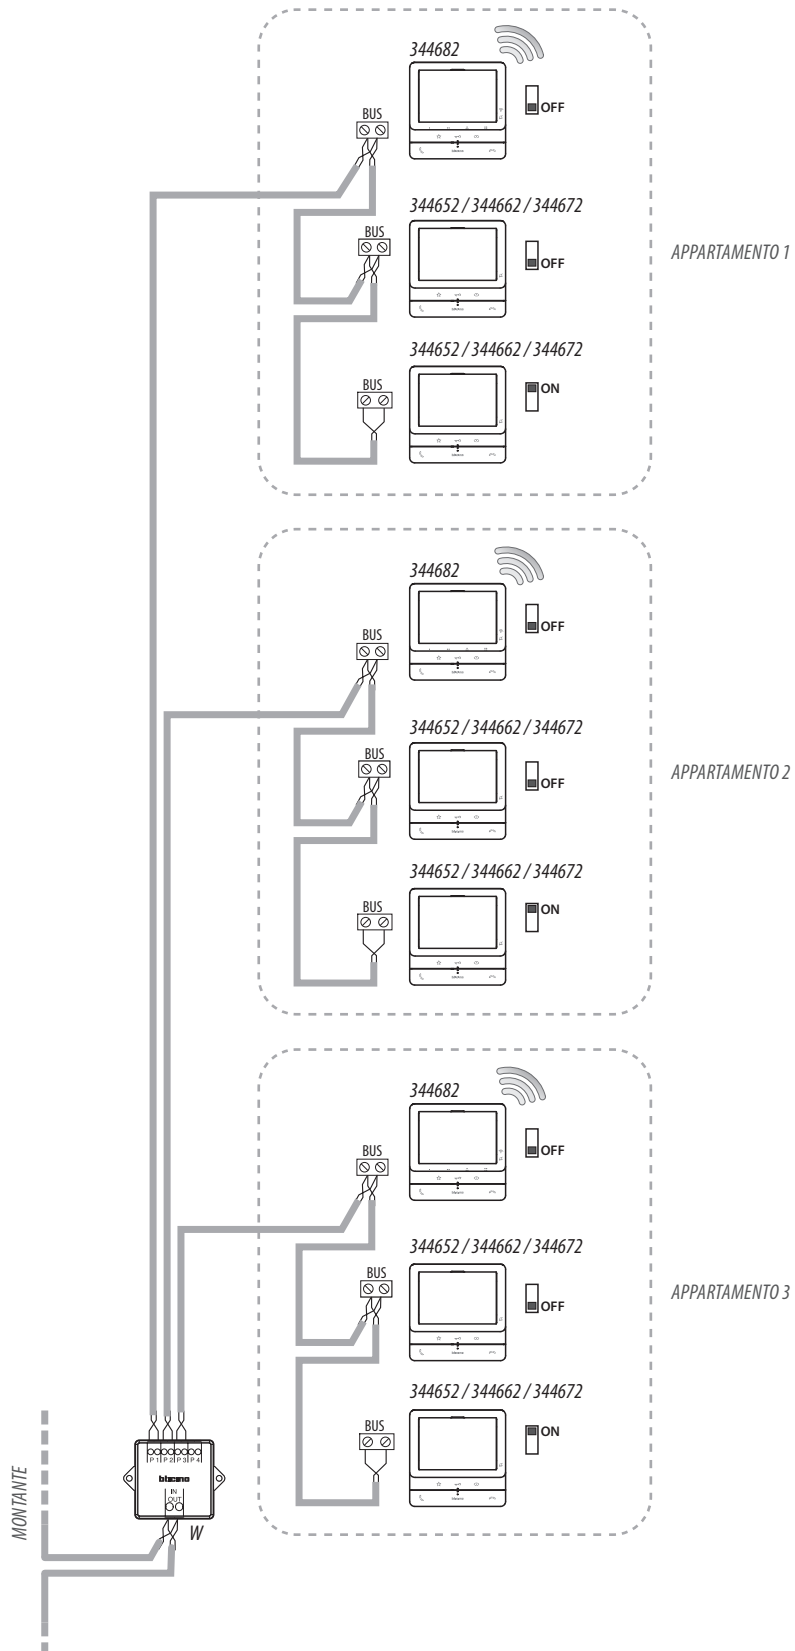 344682
BUS
OFF
344652 / 344662 / 344672
BUS
OFF
APPARTAMENTO 1
344652 / 344662 / 344672
BUS
ON
344682
BUS
OFF
344652 / 344662 / 344672
BUS
OFF
APPARTAMENTO 2
344652 / 344662 / 344672
BUS
ON
344682
BUS
OFF
344652 / 344662 / 344672
BUS
OFF
APPARTAMENTO 3
344652 / 344662 / 344672
BUS
ON
P1 P2 P3 P4
bticino
IN
OUT
W
MONTANTE